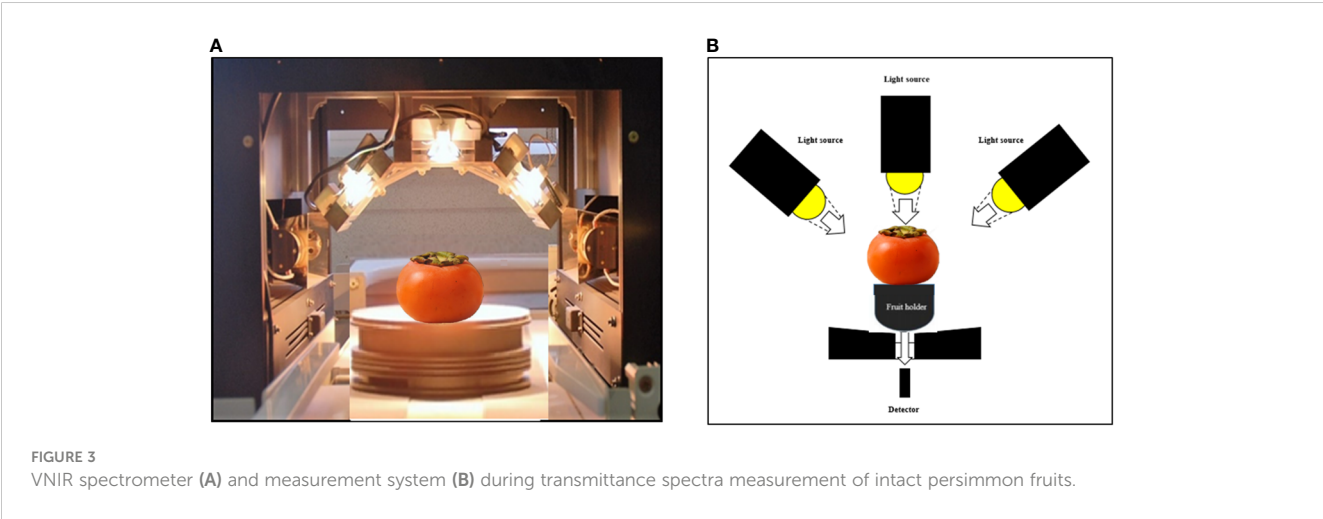 A
B
Light source
Light source
Light source
Fruit holder
Detector
FIGURE 3
VNIR spectrometer (A) and measurement system (B) during transmittance spectra measurement of intact persimmon fruits.